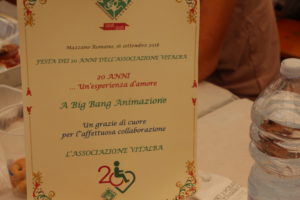 Mazzano Romano, 16 settembre 2018
FESTA DEI 20 ANNI DELL'ASSOCIAZIONE VITALBA
20 ANNI
... Un'esperienza d'amore
A Big Bang Animazione
Un grazie di cuore
per l'affettuosa collaborazione
L'ASSOCIAZIONE VITALBA
20